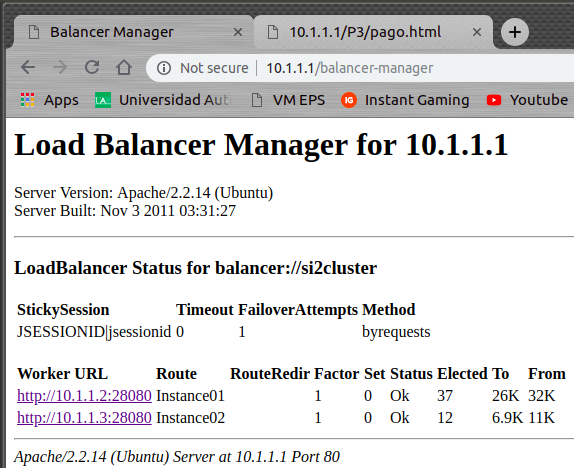 Balancer Manager
10.1.1.1/P3/pago.html
Not secure | 10.1.1.1/balancer-manager
Apps UA. Universidad Aut VM EPS IG Instant Gaming Youtube
Load Balancer Manager for 10.1.1.1
Server Version: Apache/2.2.14 (Ubuntu)
Server Built: Nov 3 2011 03:31:27
LoadBalancer Status for balancer://si2cluster
StickySession Timeout FailoverAttempts Method
JSESSIONID|jsessionid 0 1 byrequests
Worker URL Route RouteRedir Factor Set Status Elected To From
http://10.1.1.2:28080 Instance01 1 0 Ok 37 26K 32K
http://10.1.1.3:28080 Instance02 1 0 Ok 12 6.9K 11K
Apache/2.2.14 (Ubuntu) Server at 10.1.1.1 Port 80